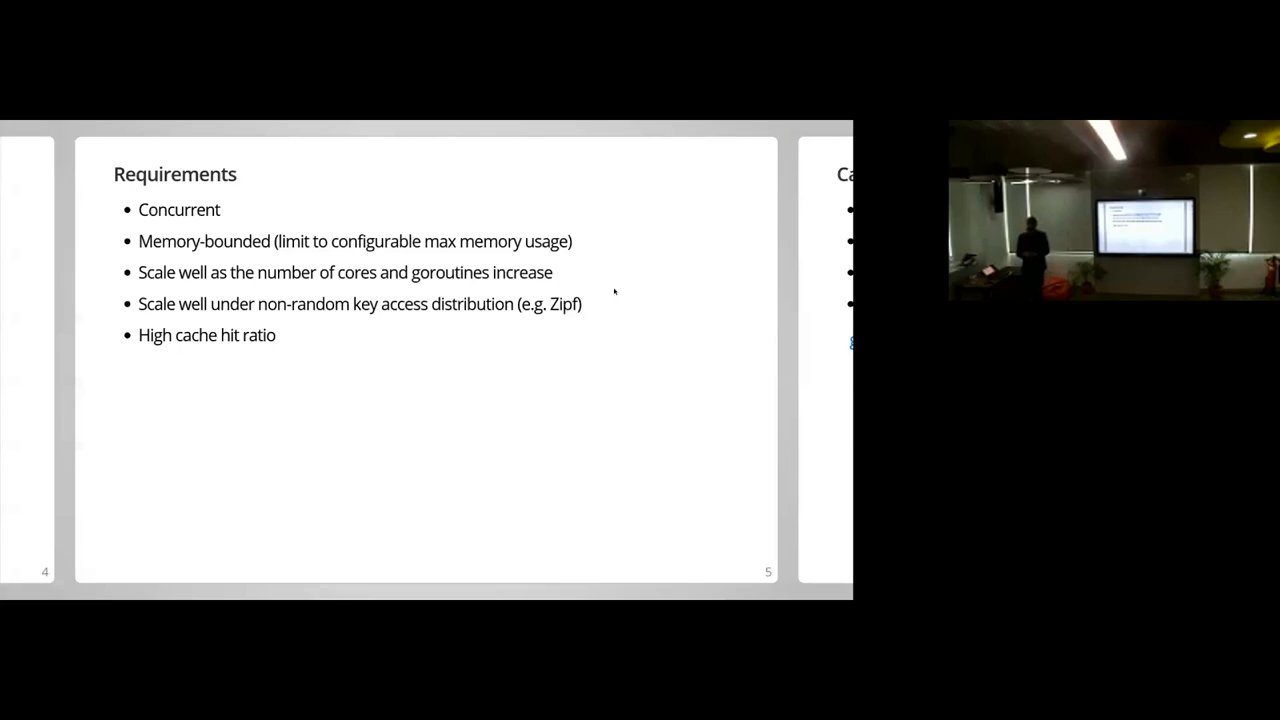 Requirements
• Concurrent
• Memory-bounded (limit to configurable max memory usage)
• Scale well as the number of cores and goroutines increase
• Scale well under non-random key access distribution (e.g. Zipf)
• High cache hit ratio
4
5
Ca